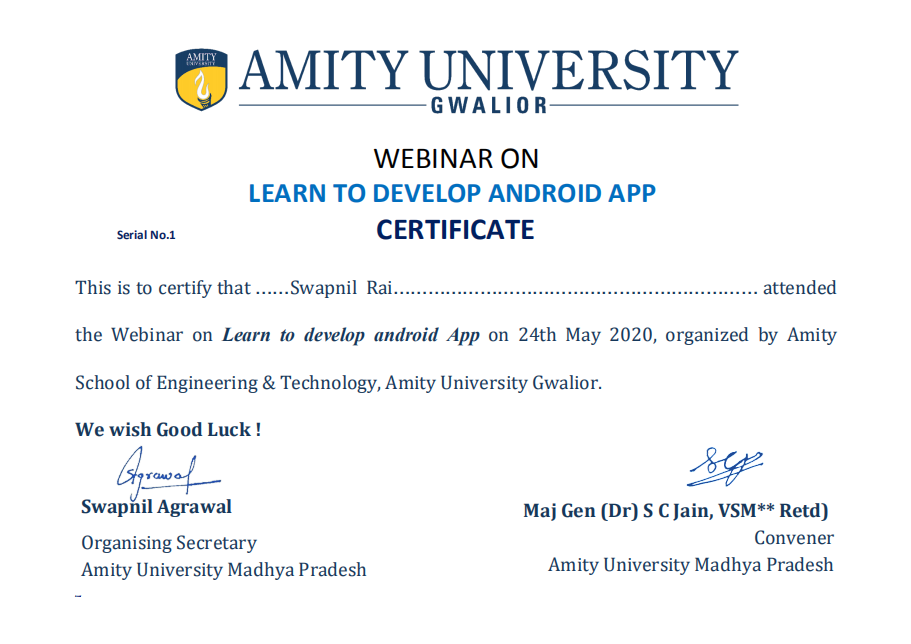 AMITY
UNIVERSITY
AMITY UNIVERSITY
GWALIOR
WEBINAR ON
LEARN TO DEVELOP ANDROID APP
Serial No.1 CERTIFICATE
This is to certify that ......Swapnil Rai................................................................ attended
the Webinar on Learn to develop android App on 24th May 2020, organized by Amity
School of Engineering & Technology, Amity University Gwalior.
We wish Good Luck !
SAgrawal
Swapnil Agrawal
Organising Secretary
Amity University Madhya Pradesh
Maj Gen (Dr) S C Jain, VSM** Retd)
Convener
Amity University Madhya Pradesh